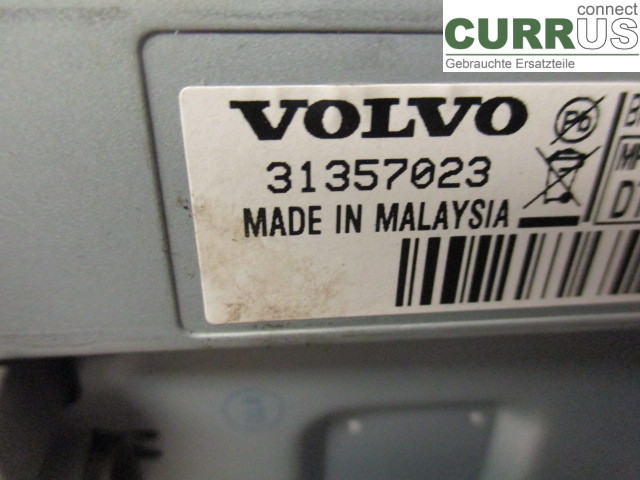 connect
CURRUS
Gebrauchte Ersatzteile
VOLVO
31357023
MADE IN MALAYSIA
Pb